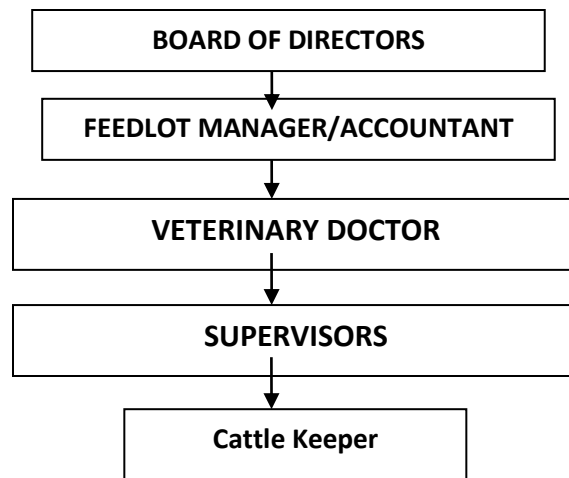 BOARD OF DIRECTORS
FEEDLOT MANAGER/ACCOUNTANT
VETERINARY DOCTOR
SUPERVISORS
Cattle Keeper